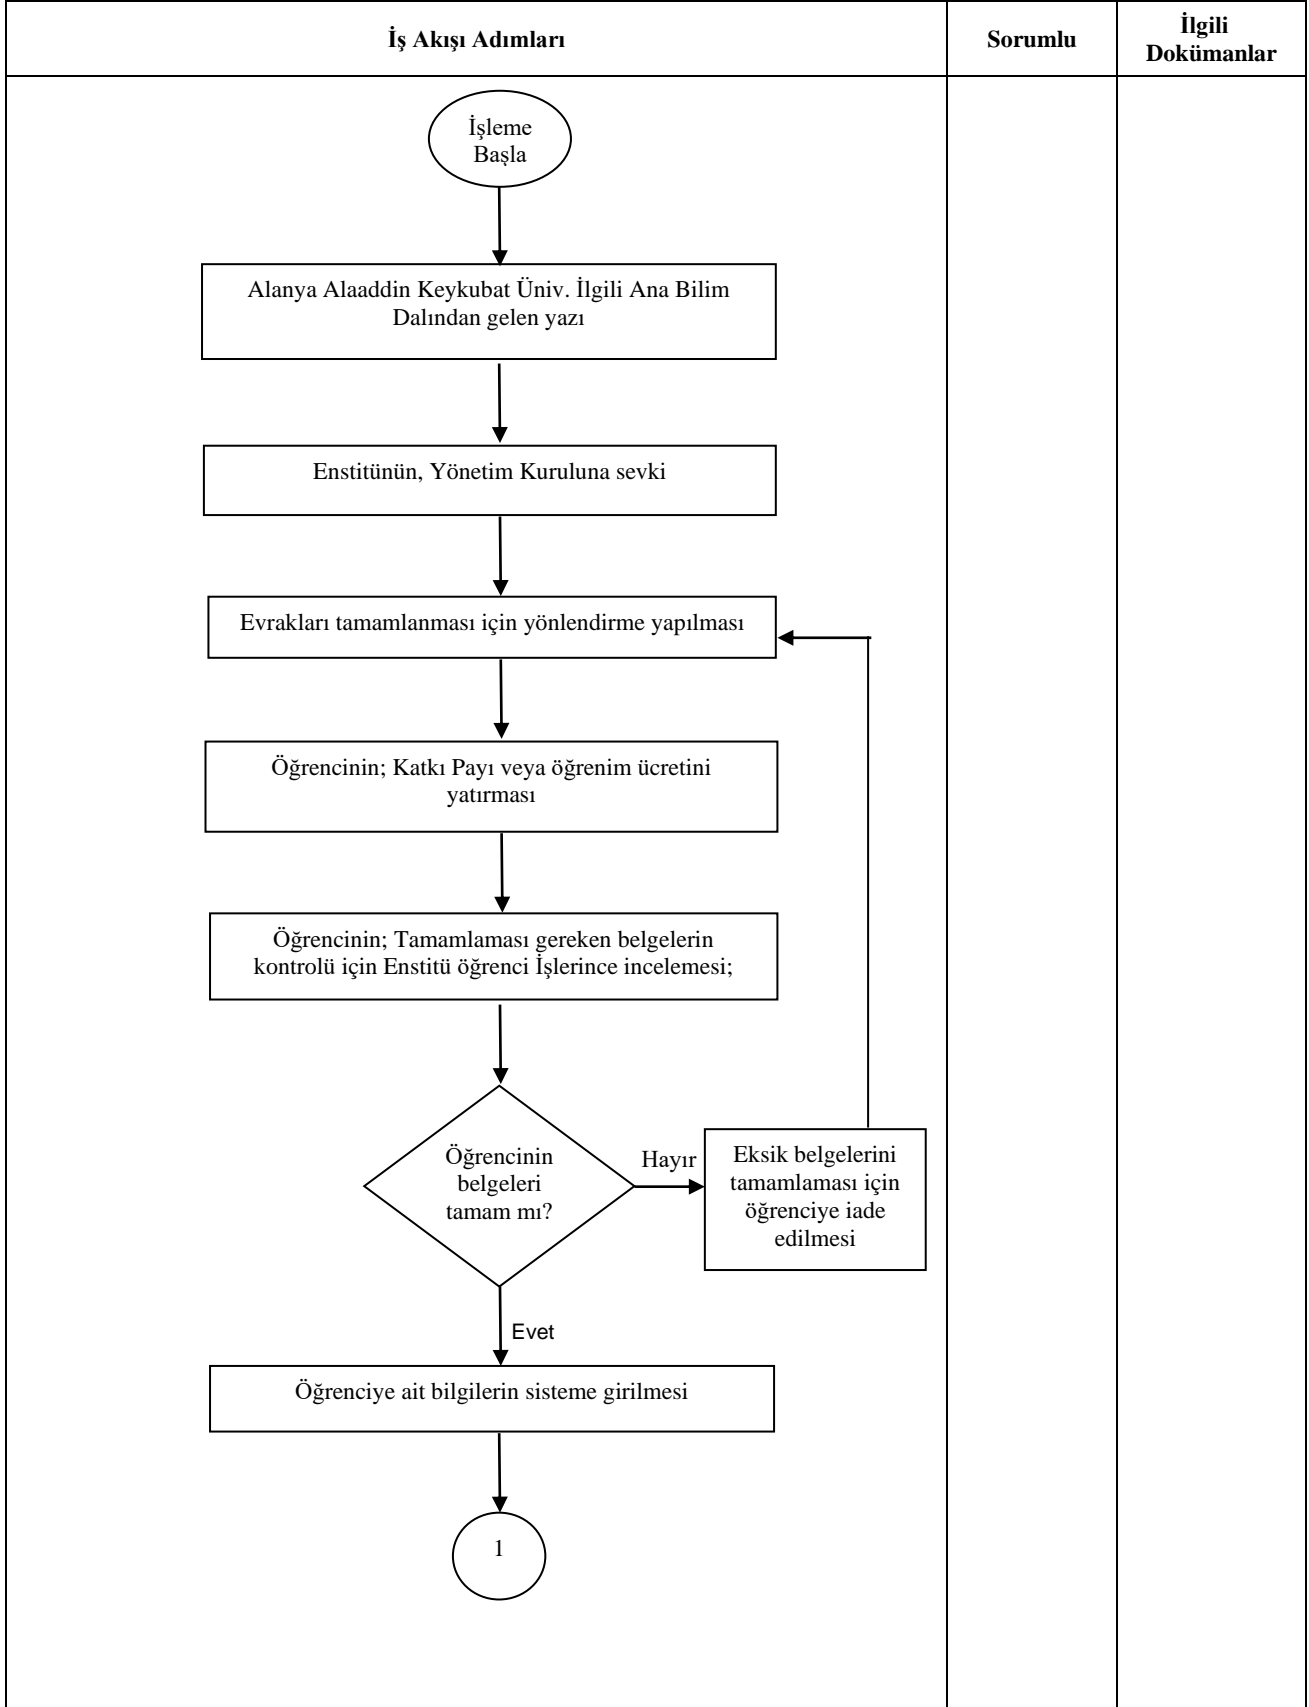 İş Akışı Adımları
Sorumlu
İlgili
Dokümanlar
İşleme
Başla
Alanya Alaaddin Keykubat Üniv. İlgili Ana Bilim
Dalından gelen yazı
Enstitünün, Yönetim Kuruluna sevki
Evrakları tamamlanması için yönlendirme yapılması
Öğrencinin; Katkı Payı veya öğrenim ücretini
yatırması
Öğrencinin; Tamamlaması gereken belgelerin
kontrolü için Enstitü öğrenci İşlerince incelemesi;
Öğrencinin
belgeleri
tamam mı?
Hayır
Eksik belgelerini
tamamlaması için
öğrenciye iade
edilmesi
Evet
Öğrenciye ait bilgilerin sisteme girilmesi
1